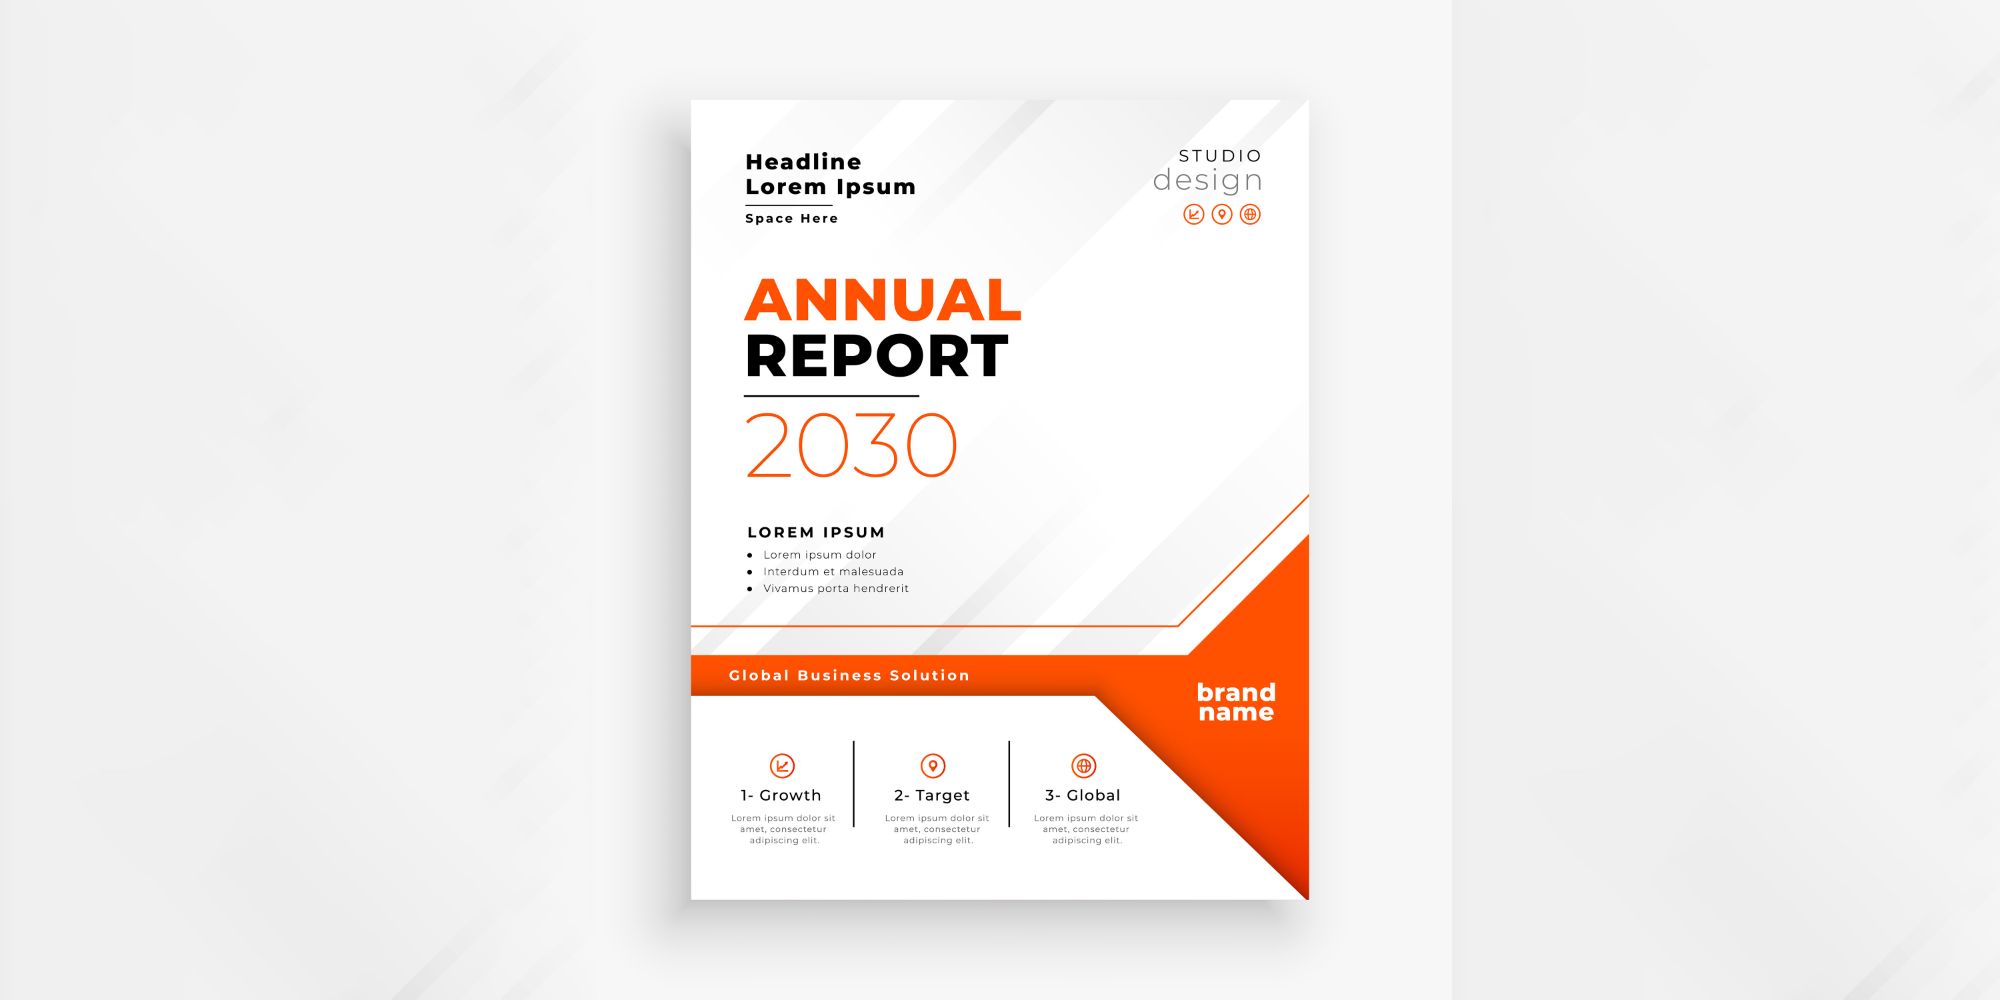 Headline
Lorem Ipsum
Space Here
STUDIO
design
ANNUAL
REPORT
2030
LOREM IPSUM
• Lorem ipsum dolor
• Interdum et malesuada
• Vivamus porta hendrerit
Global Business Solution
brand
name
1- Growth
Lorem ipsum dolor sit
amet, consectetur
adipiscing elit.
2- Target
Lorem ipsum dolor sit
amet, consectetur
adipiscing elit.
3- Global
Lorem ipsum dolor sit
amet, consectetur
adipiscing elit.